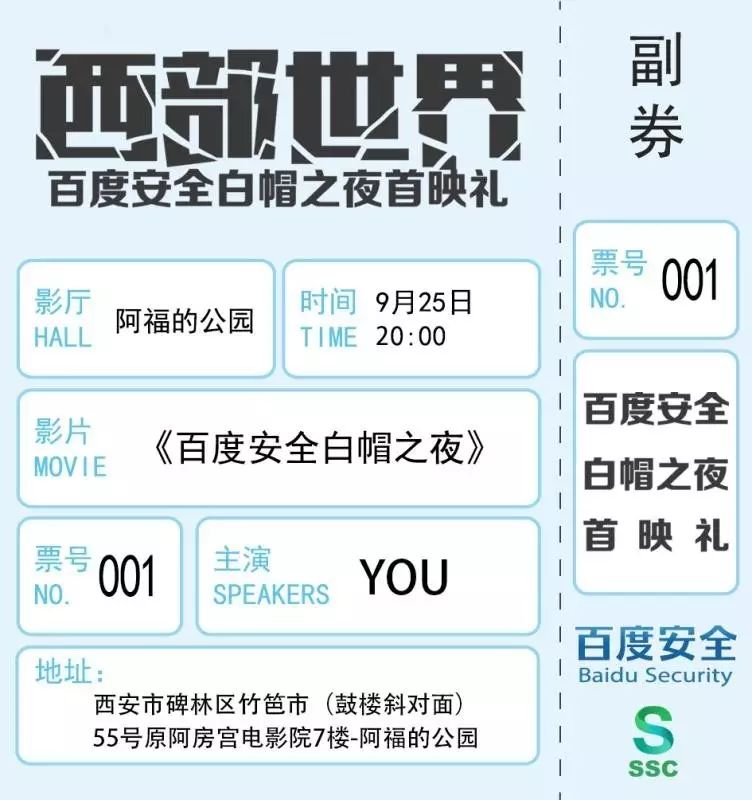 西部世界
百度安全白帽之夜首映礼
影厅
HALL
阿福的公园
时间
TIME
9月25日
20:00
影片
MOVIE
《百度安全白帽之夜》
票号
NO.
001
主演
SPEAKERS
YOU
地址:
西安市碑林区竹笆市（鼓楼斜对面）
55号原阿房宫电影院7楼-阿福的公园
副
券
票号
NO.
001
百度安全
白帽之夜
首映礼
百度安全
Baidu Security
S
SSC